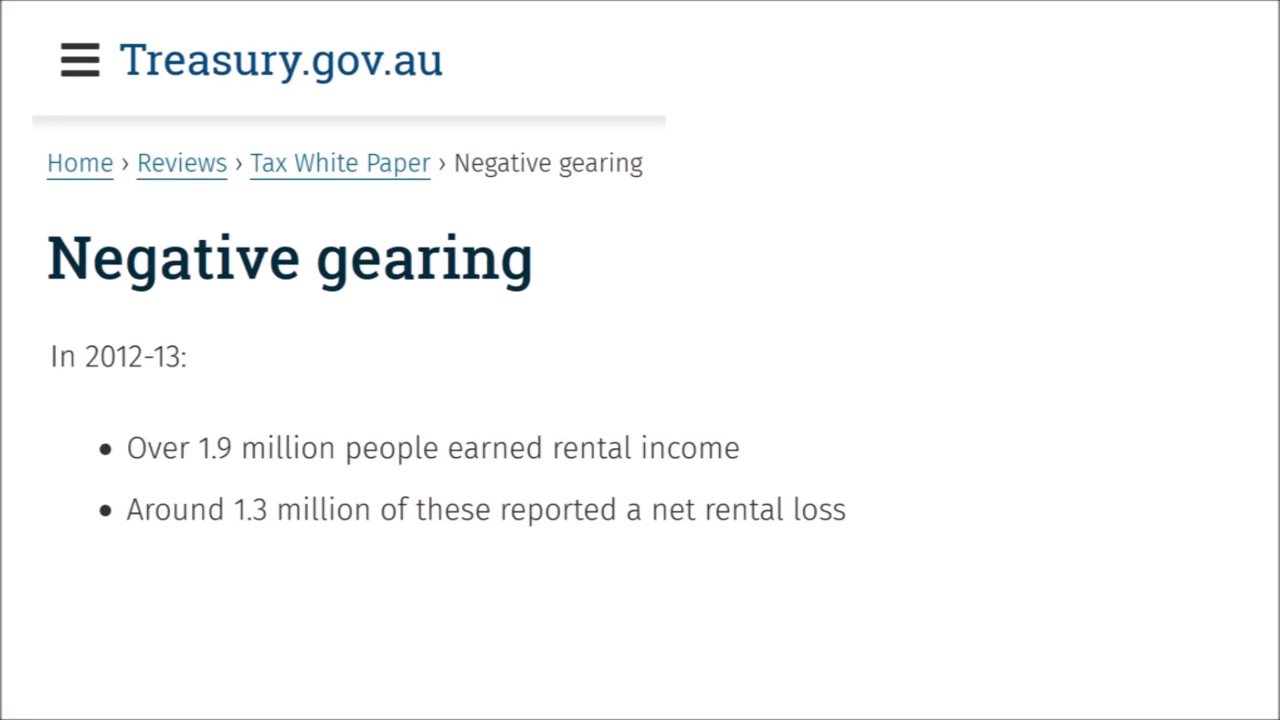 Treasury.gov.au
Home › Reviews › Tax White Paper › Negative gearing
Negative gearing
In 2012-13:
• Over 1.9 million people earned rental income
• Around 1.3 million of these reported a net rental loss